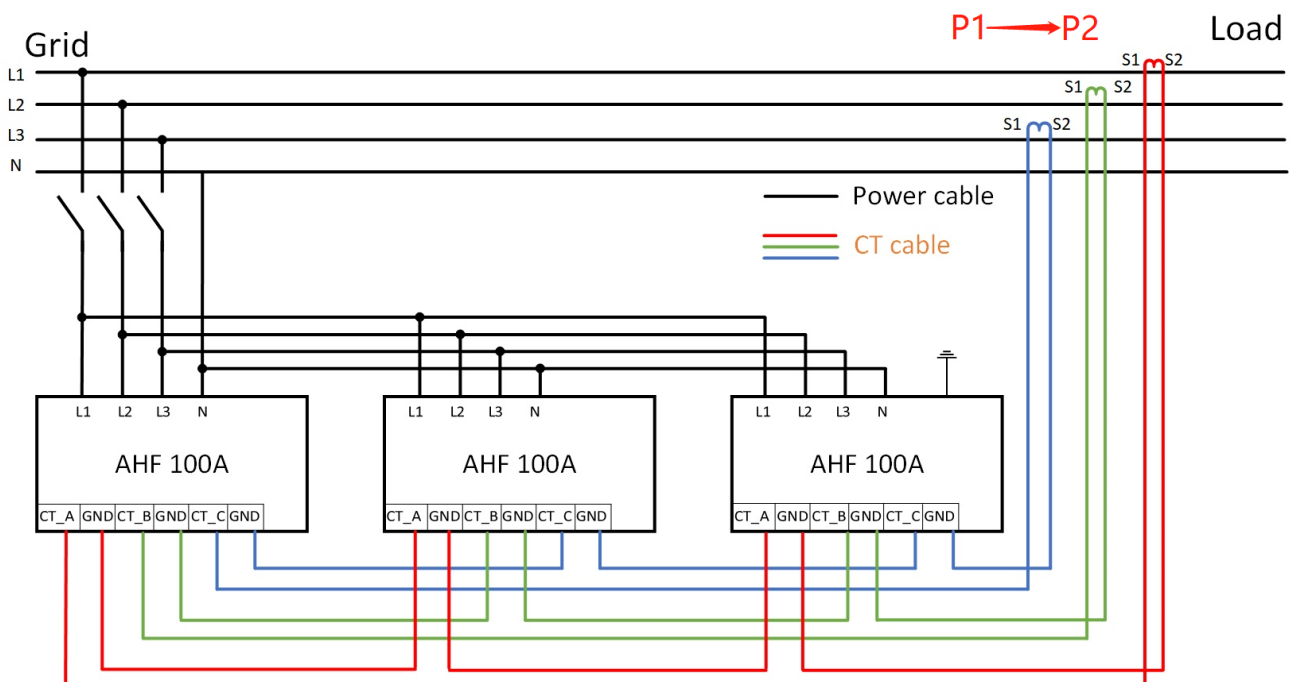 Grid
P1 P2
Load
L1
S1 S2
S1 S2
L2
S1 S2
L3
N
Power cable
CT cable
L1 L2 L3 N
L1 L2 L3 N
L1 L2 L3 N
AHF 100A
AHF 100A
AHF 100A
CT_A GND CT_B GND CT_C GND
CT_A GND CT_B GND CT_C GND
CT_A GND CT_B GND CT_C GND